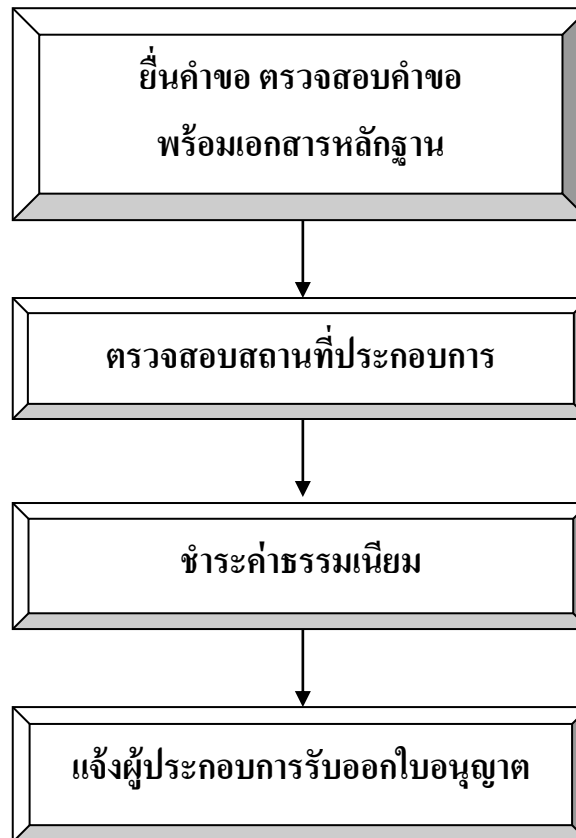 ยื่นคำขอ ตรวจสอบคำขอ
พร้อมเอกสารหลักฐาน
ตรวจสอบสถานที่ประกอบการ
ชำระค่าธรรมเนียม
แจ้งผู้ประกอบการรับออกใบอนุญาต